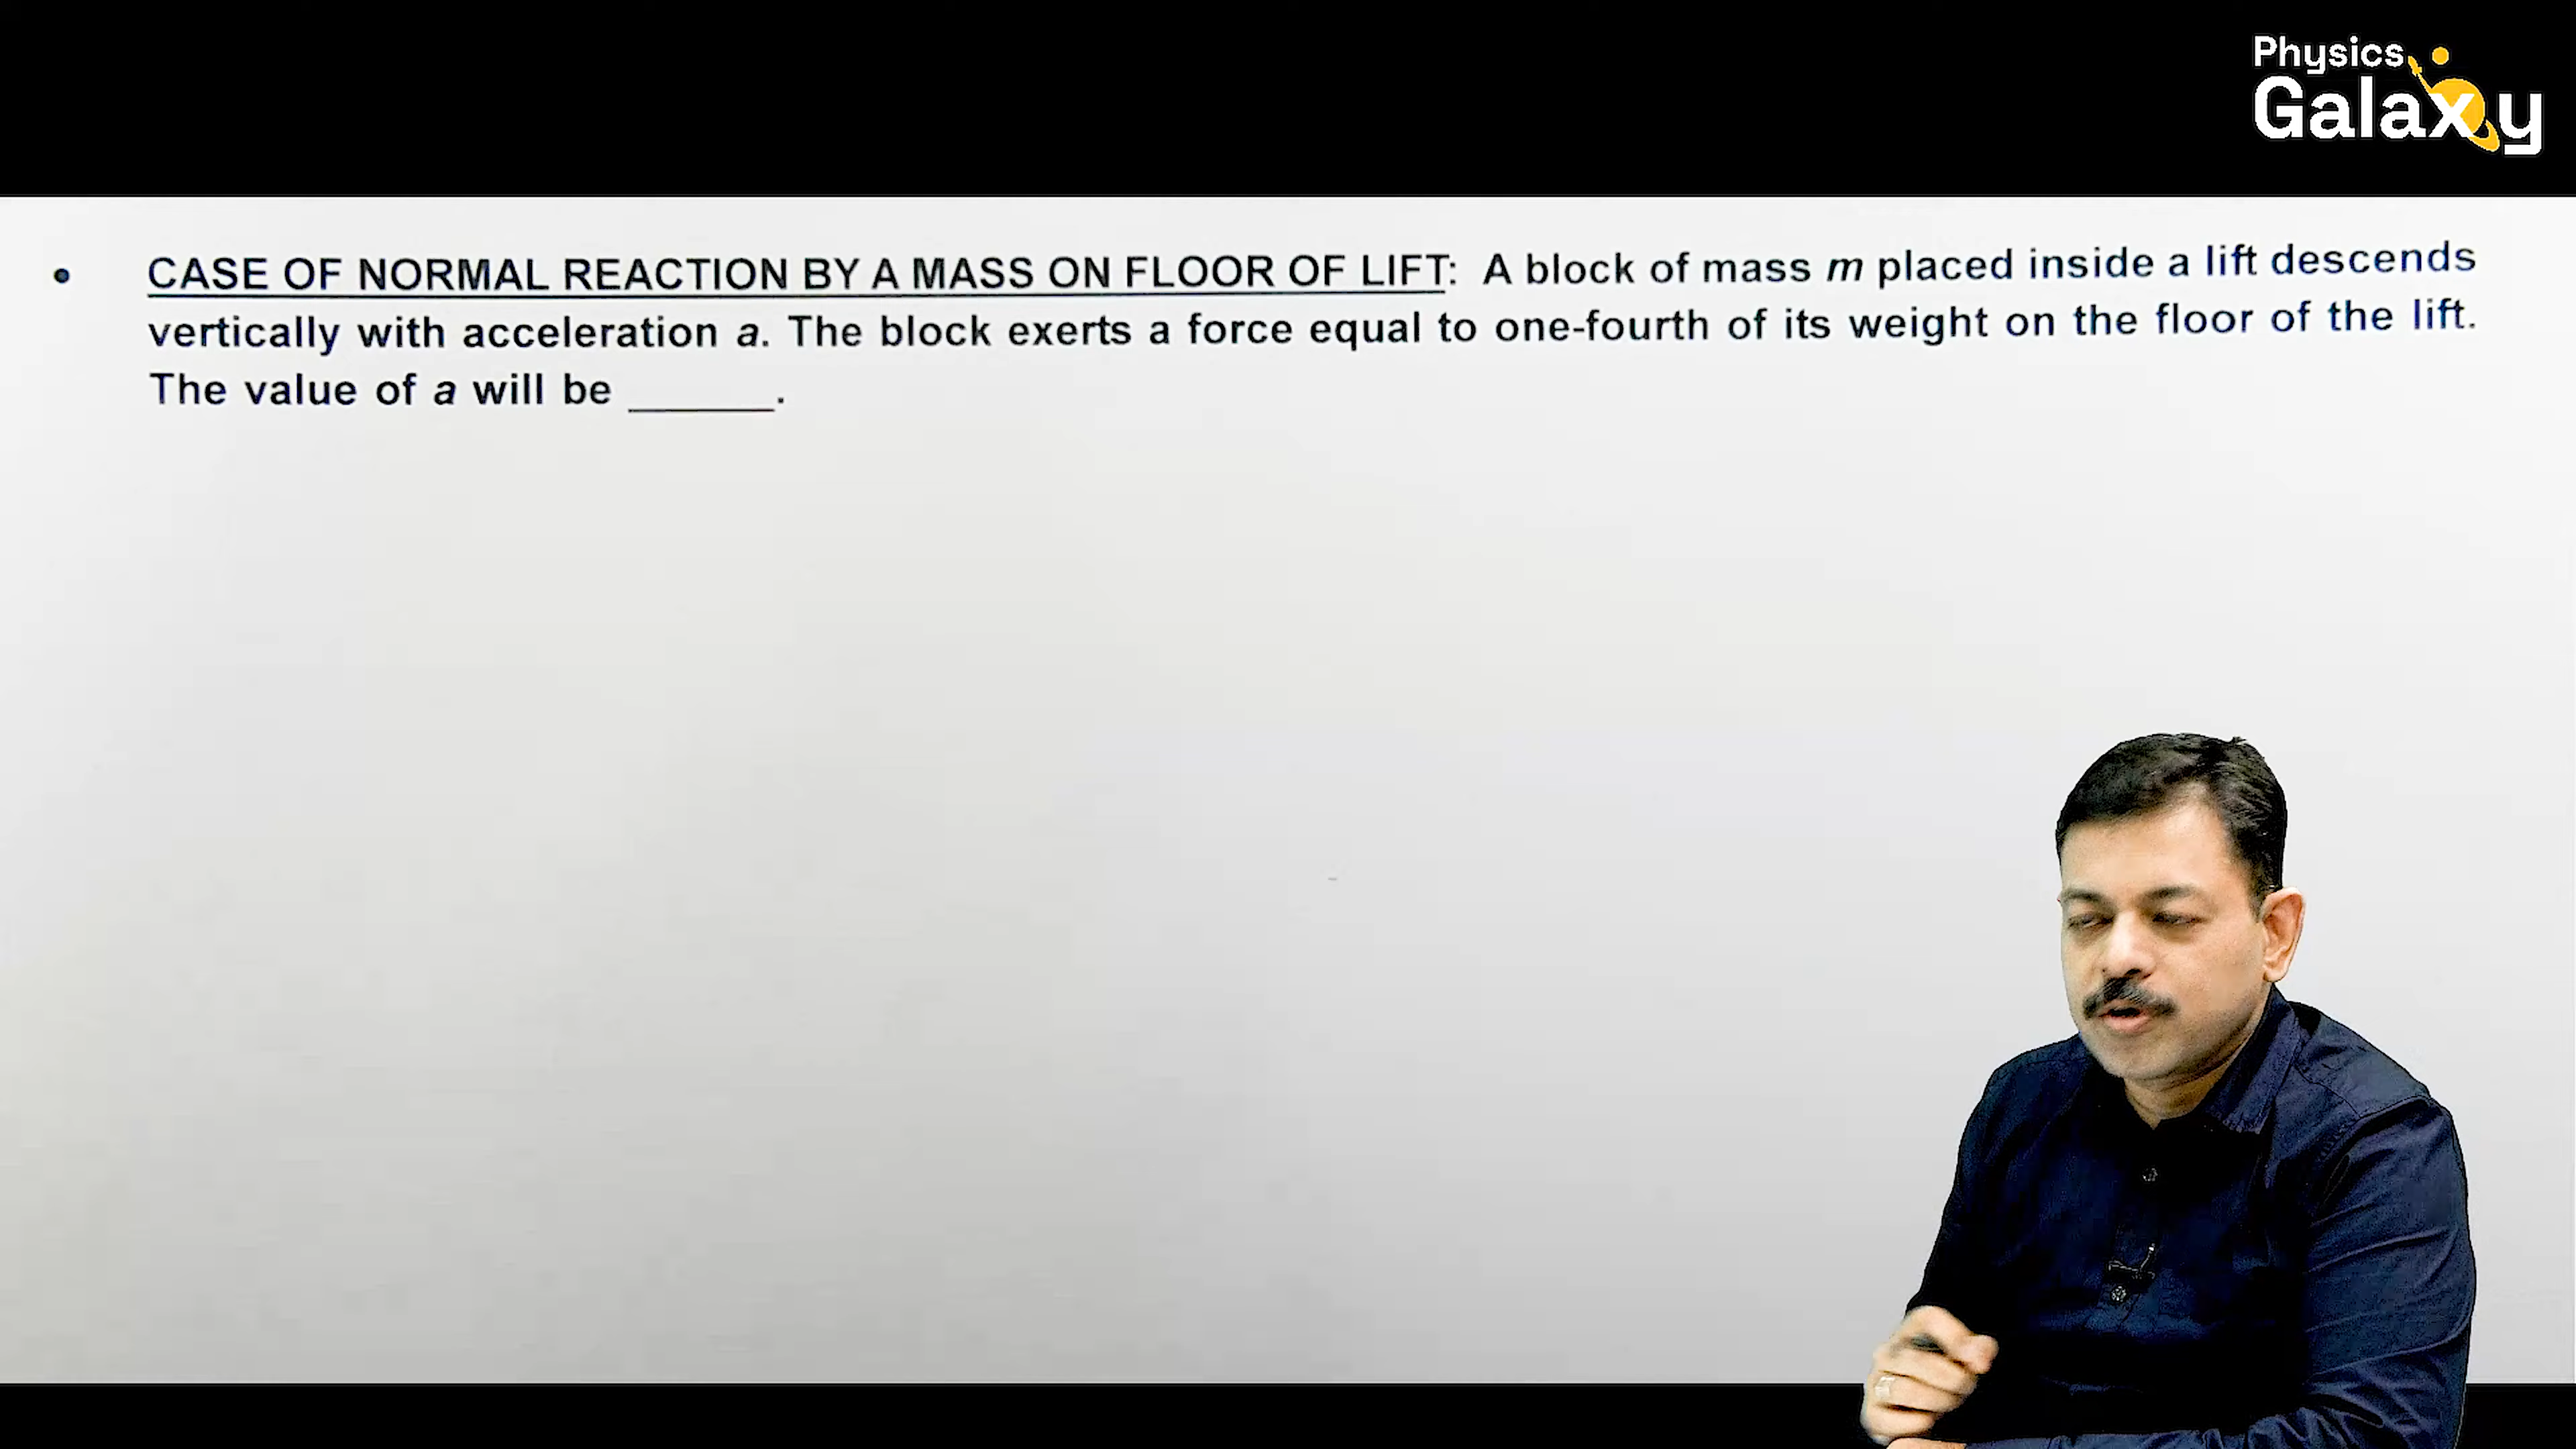 Physics
Galaxy
• CASE OF NORMAL REACTION BY A MASS ON FLOOR OF LIFT: A block of mass m placed inside a lift descends
vertically with acceleration a. The block exerts a force equal to one-fourth of its weight on the floor of the lift.
The value of a will be ______.